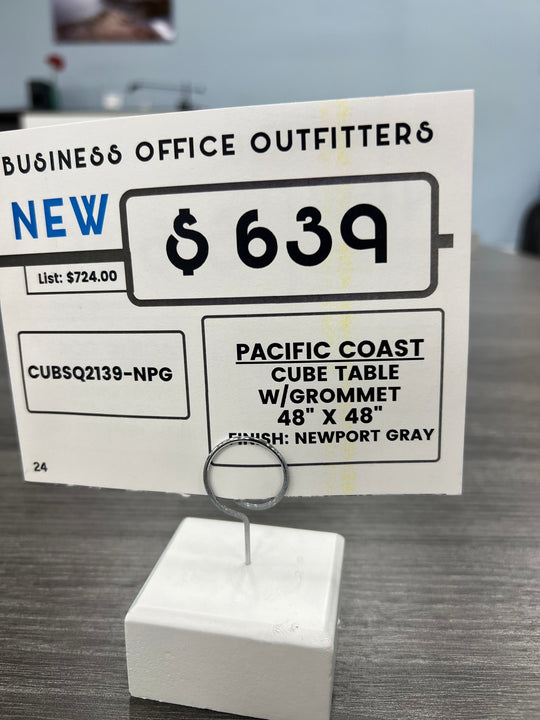 BUSINESS OFFICE OUTFITTERS
NEW
$ 639
List: $724.00
CUBSQ2139-NPG
PACIFIC COAST
CUBE TABLE
W/GROMMET
48" X 48"
FINISH: NEWPORT GRAY
24